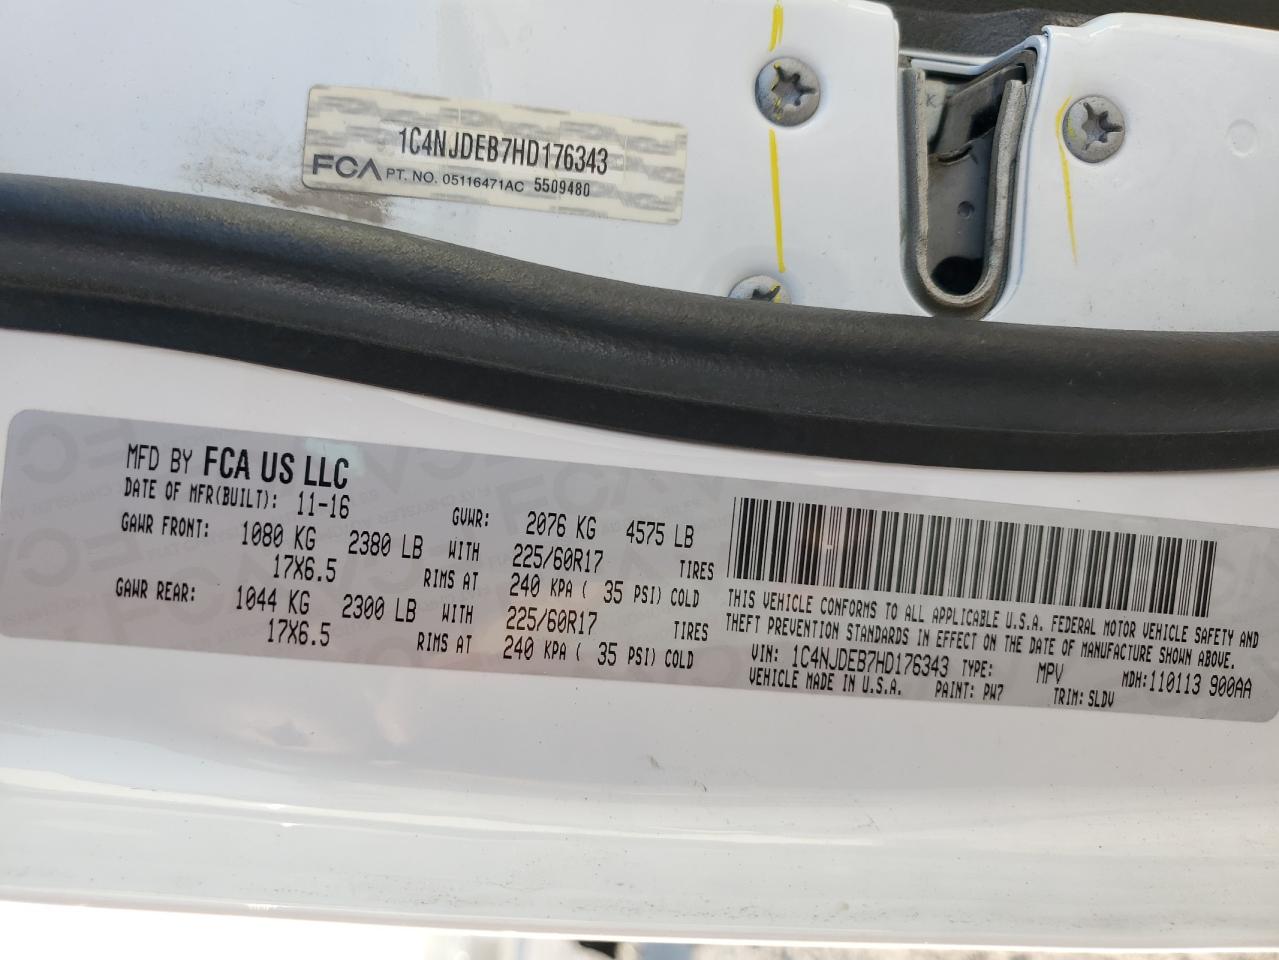 1C4NJDEB7HD176343
FCA PT. NO. 05116471AC 5509480
MFD BY FCA US LLC
DATE OF MFR(BUILT): 11-16
GVWR: 2076 KG 4575 LB
GAWR FRONT: 1080 KG 2380 LB WITH 225/60R17 TIRES
17X6.5 RIMS AT 240 KPA ( 35 PSI) COLD
GAWR REAR: 1044 KG 2300 LB WITH 225/60R17 TIRES
17X6.5 RIMS AT 240 KPA ( 35 PSI) COLD
THIS VEHICLE CONFORMS TO ALL APPLICABLE U.S.A. FEDERAL MOTOR VEHICLE SAFETY AND
THEFT PREVENTION STANDARDS IN EFFECT ON THE DATE OF MANUFACTURE SHOWN ABOVE.
VIN: 1C4NJDEB7HD176343 TYPE: MPV MDH:110113 900AA
VEHICLE MADE IN U.S.A. PAINT: PW7 TRIM: SLDV